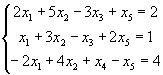 2x₁ + 5x₂ − 3x₃ + x₅ = 2
x₁ + 3x₂ − x₃ + 2x₅ = 1
−2x₁ + 4x₂ + x₄ − x₅ = 4